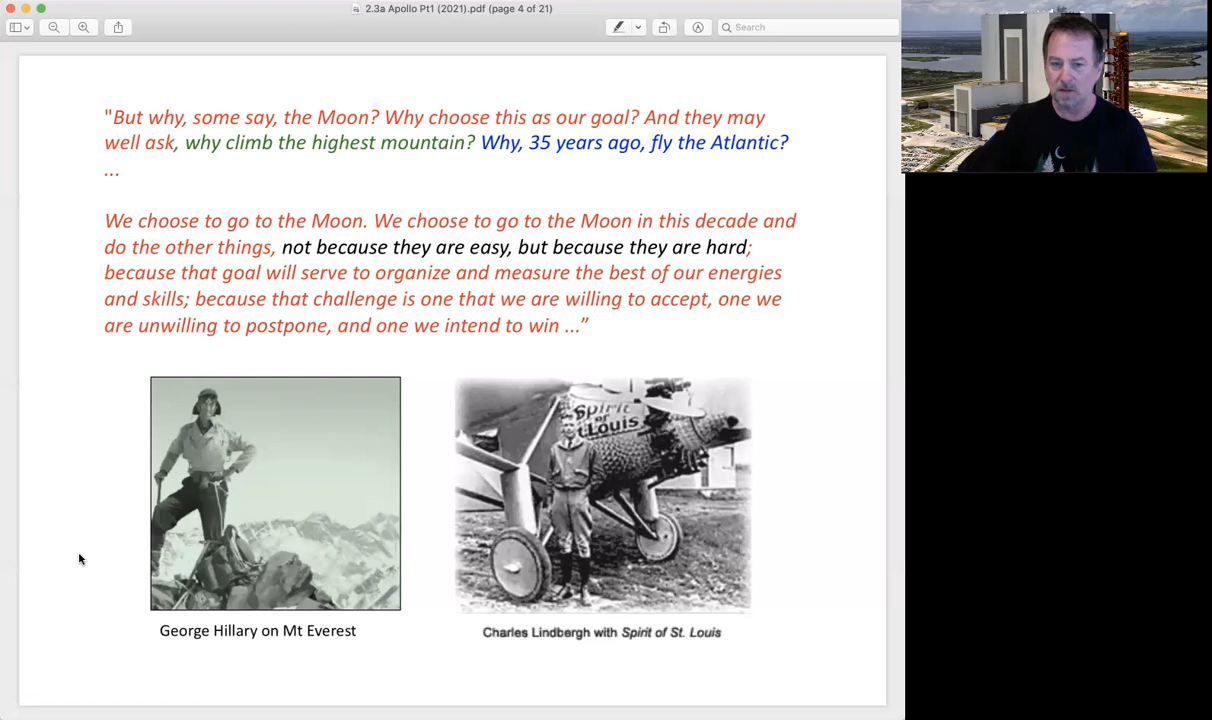 2.3a Apollo Pt1 (2021).pdf (page 4 of 21)
Search
"But why, some say, the Moon? Why choose this as our goal? And they may
well ask, why climb the highest mountain? Why, 35 years ago, fly the Atlantic?
...
We choose to go to the Moon. We choose to go to the Moon in this decade and
do the other things, not because they are easy, but because they are hard;
because that goal will serve to organize and measure the best of our energies
and skills; because that challenge is one that we are willing to accept, one we
are unwilling to postpone, and one we intend to win ...”
Spirit
of
St.Louis
George Hillary on Mt Everest
Charles Lindbergh with Spirit of St. Louis